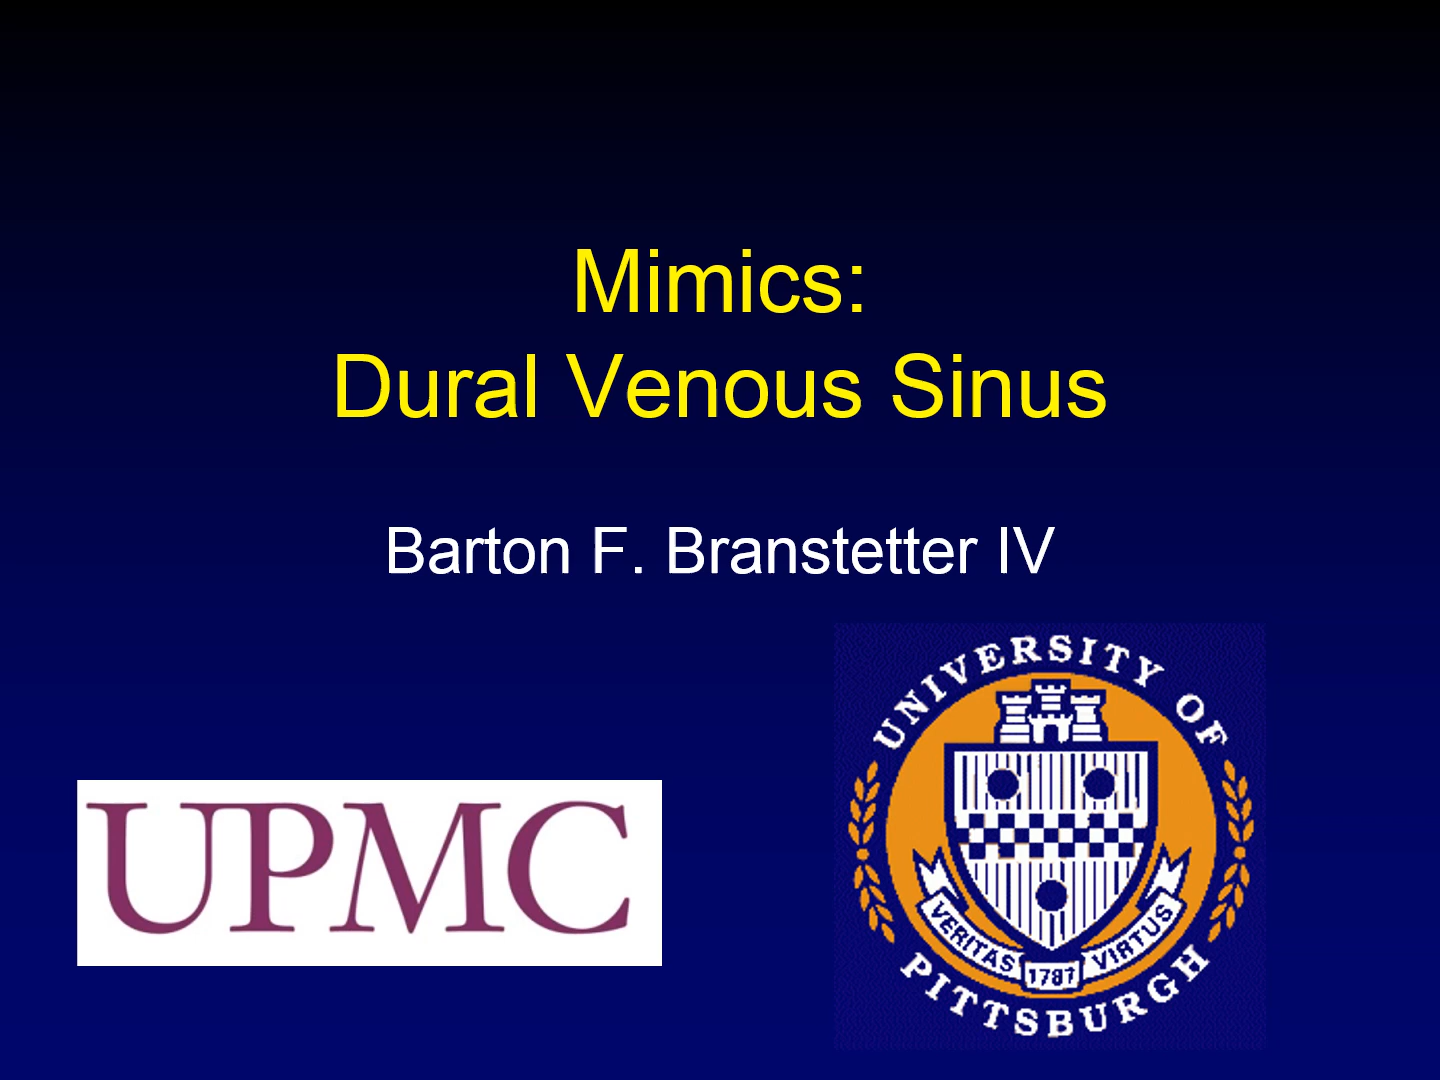 Mimics:
Dural Venous Sinus
Barton F. Branstetter IV
UPMC
UNIVERSITY OF
PITTSBURGH
VERITAS 1787 VIRTUS